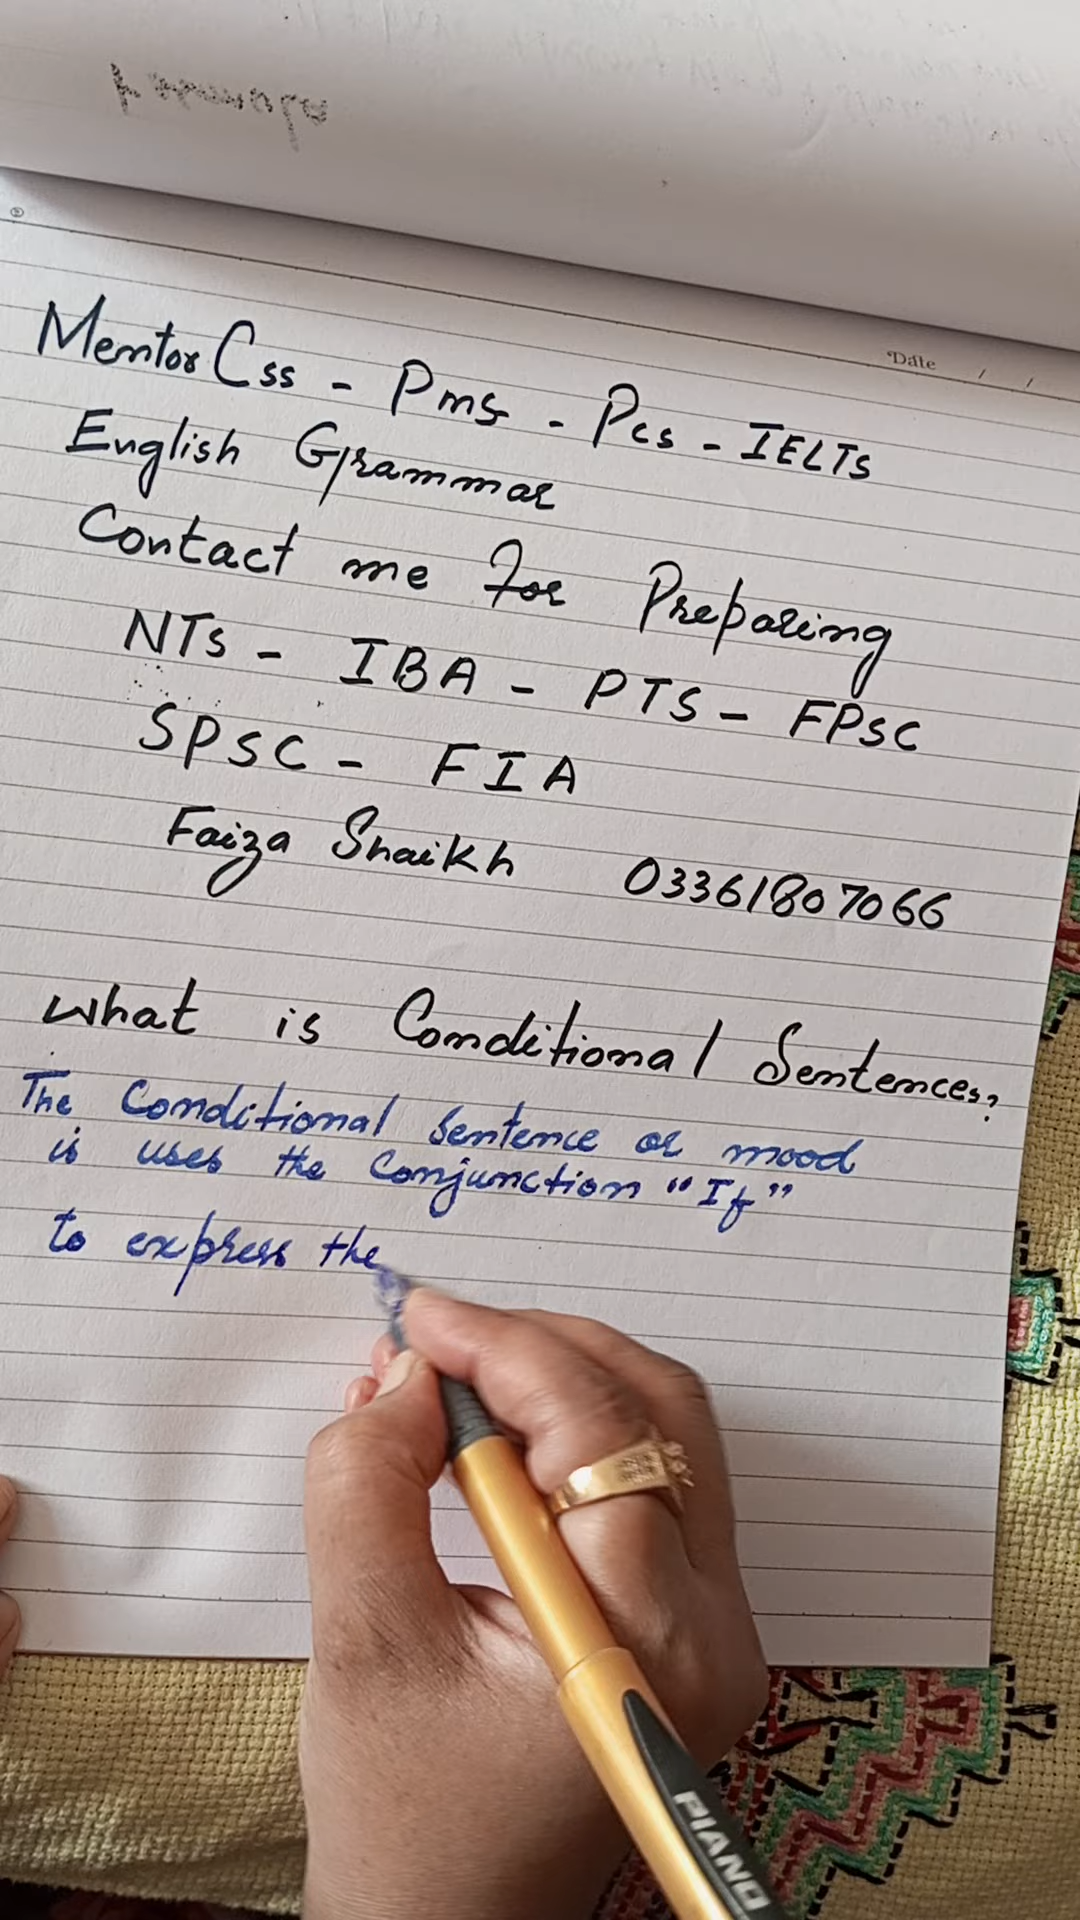 Date / /
Mentor Css - Pms - Pcs - IELTS
English Grammar
Contact me For Preparing
NTS - IBA - PTS - FPSC
SPSC - FIA
Faiza Shaikh 03361807066
What is Conditional Sentences?
The Conditional Sentence or mood
is uses the Conjunction "If"
to express the
PIANO